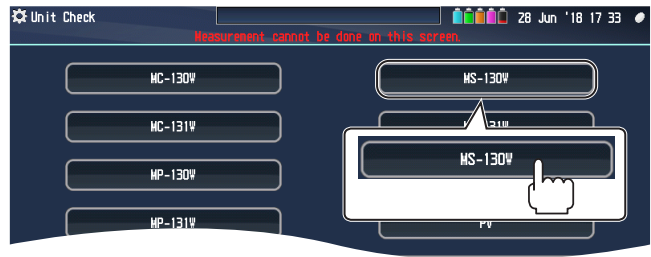 Unit Check
28 Jun '18 17 33
Measurement cannot be done on this screen.
MC-130W
MS-130W
MC-131W
MS-130W
MP-130W
MP-131W
PV